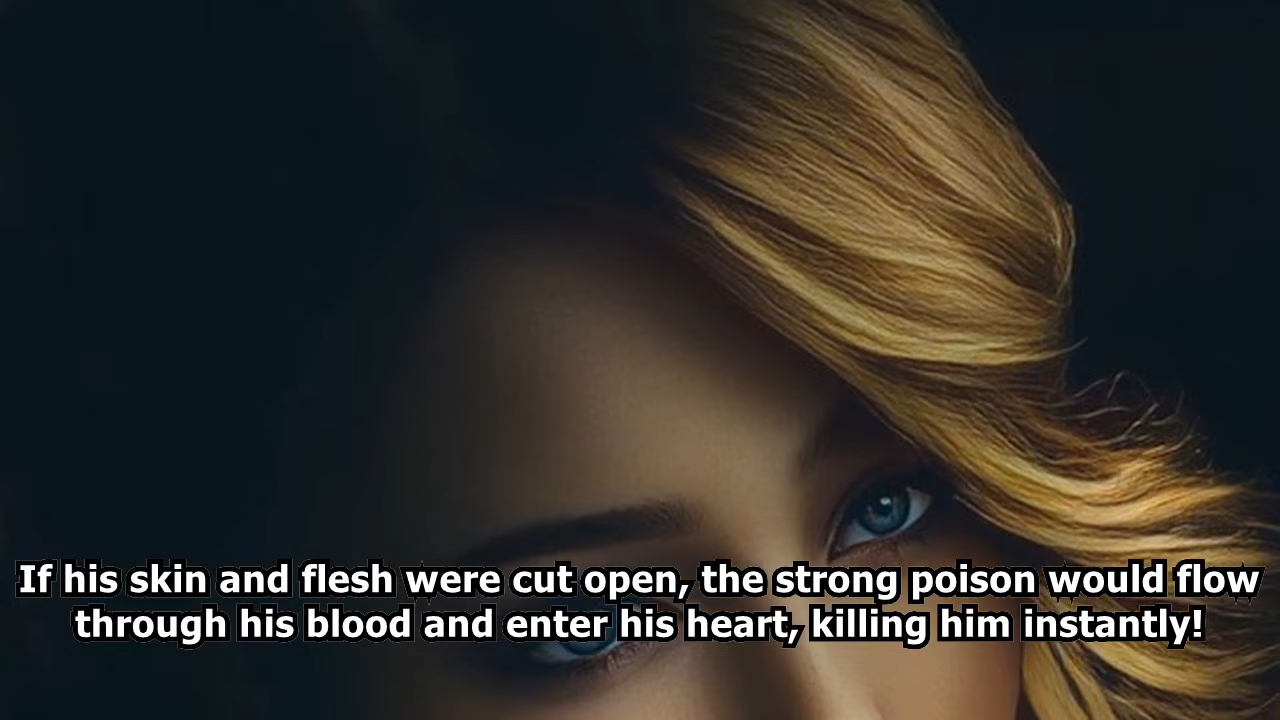 If his skin and flesh were cut open, the strong poison would flow
through his blood and enter his heart, killing him instantly!